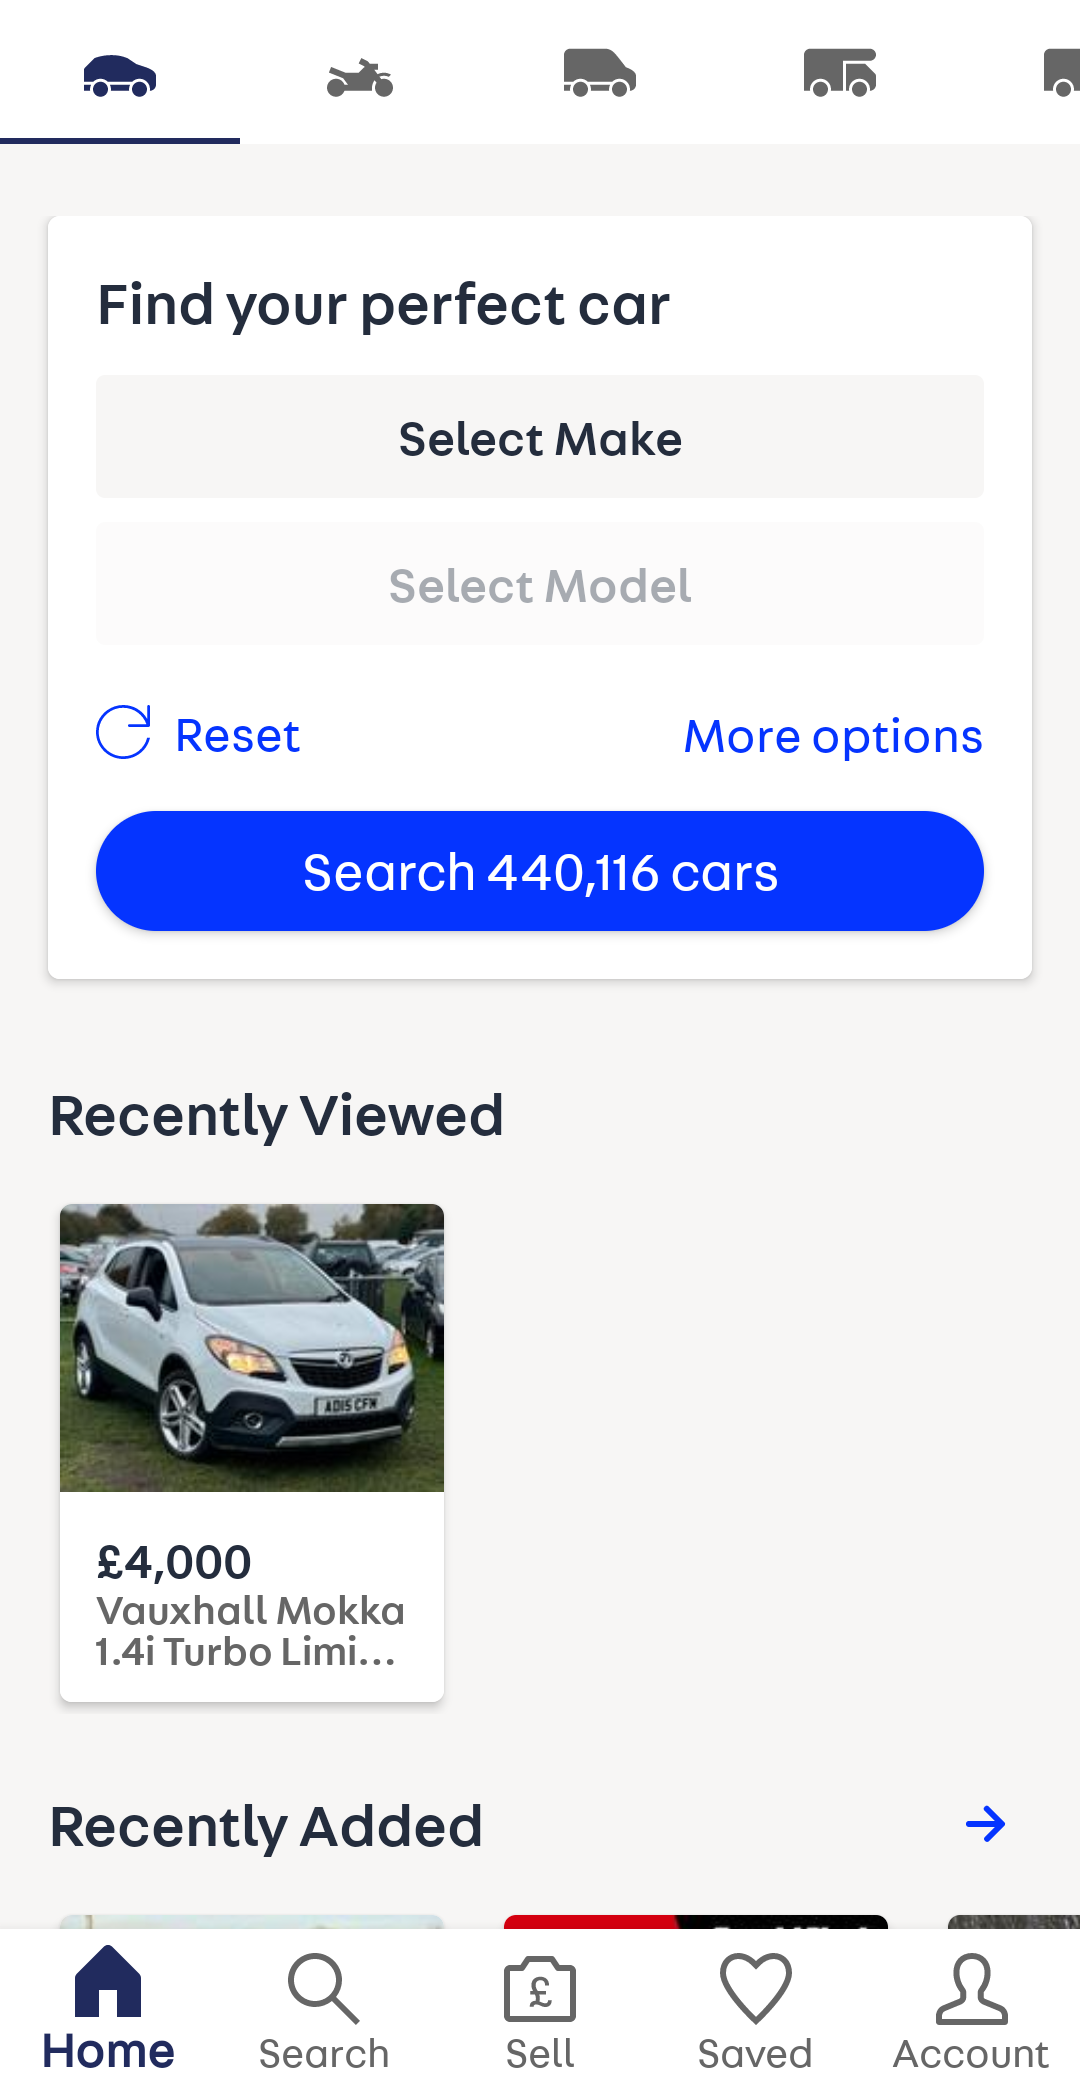 Find your perfect car
Select Make
Select Model
Reset
More options
Search 440,116 cars
Recently Viewed
AD15 CFM
£4,000
Vauxhall Mokka
1.4i Turbo Limi...
Recently Added
£
Home
Search
Sell
Saved
Account